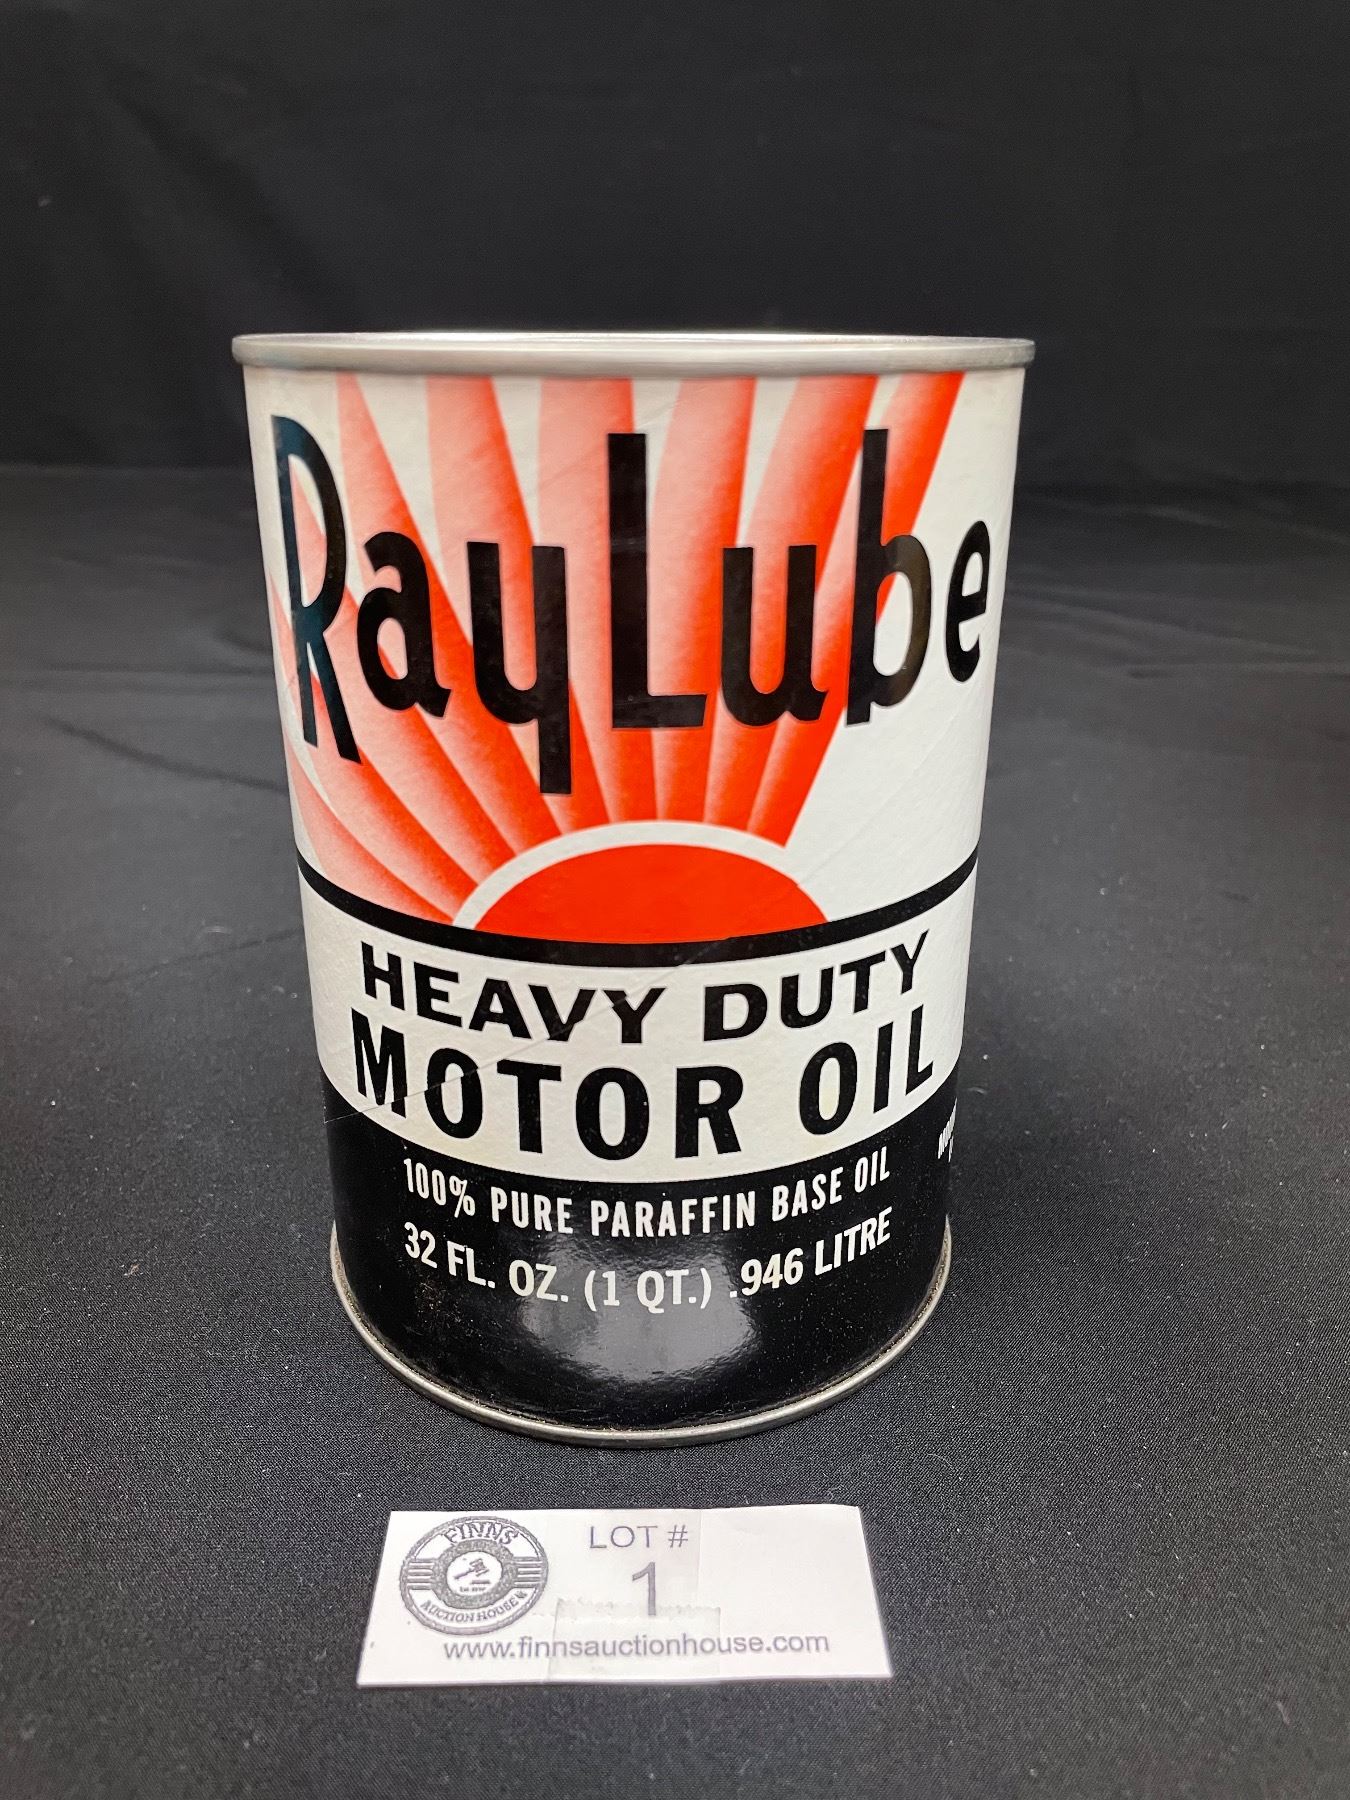 RayLube
HEAVY DUTY
MOTOR OIL
100% PURE PARAFFIN BASE OIL
32 FL. OZ. (1 QT.) .946 LITRE
FINNS
AUCTION HOUSE
LOT #
1
www.finnsauctionhouse.com